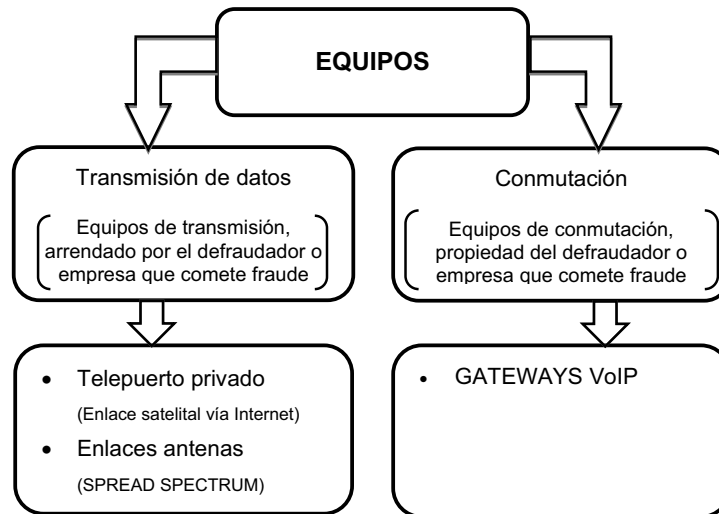 EQUIPOS
Transmisión de datos
Equipos de transmisión,
arrendado por el defraudador o
empresa que comete fraude
Conmutación
Equipos de conmutación,
propiedad del defraudador o
empresa que comete fraude
• Telepuerto privado
(Enlace satelital vía Internet)
• Enlaces antenas
(SPREAD SPECTRUM)
• GATEWAYS VoIP